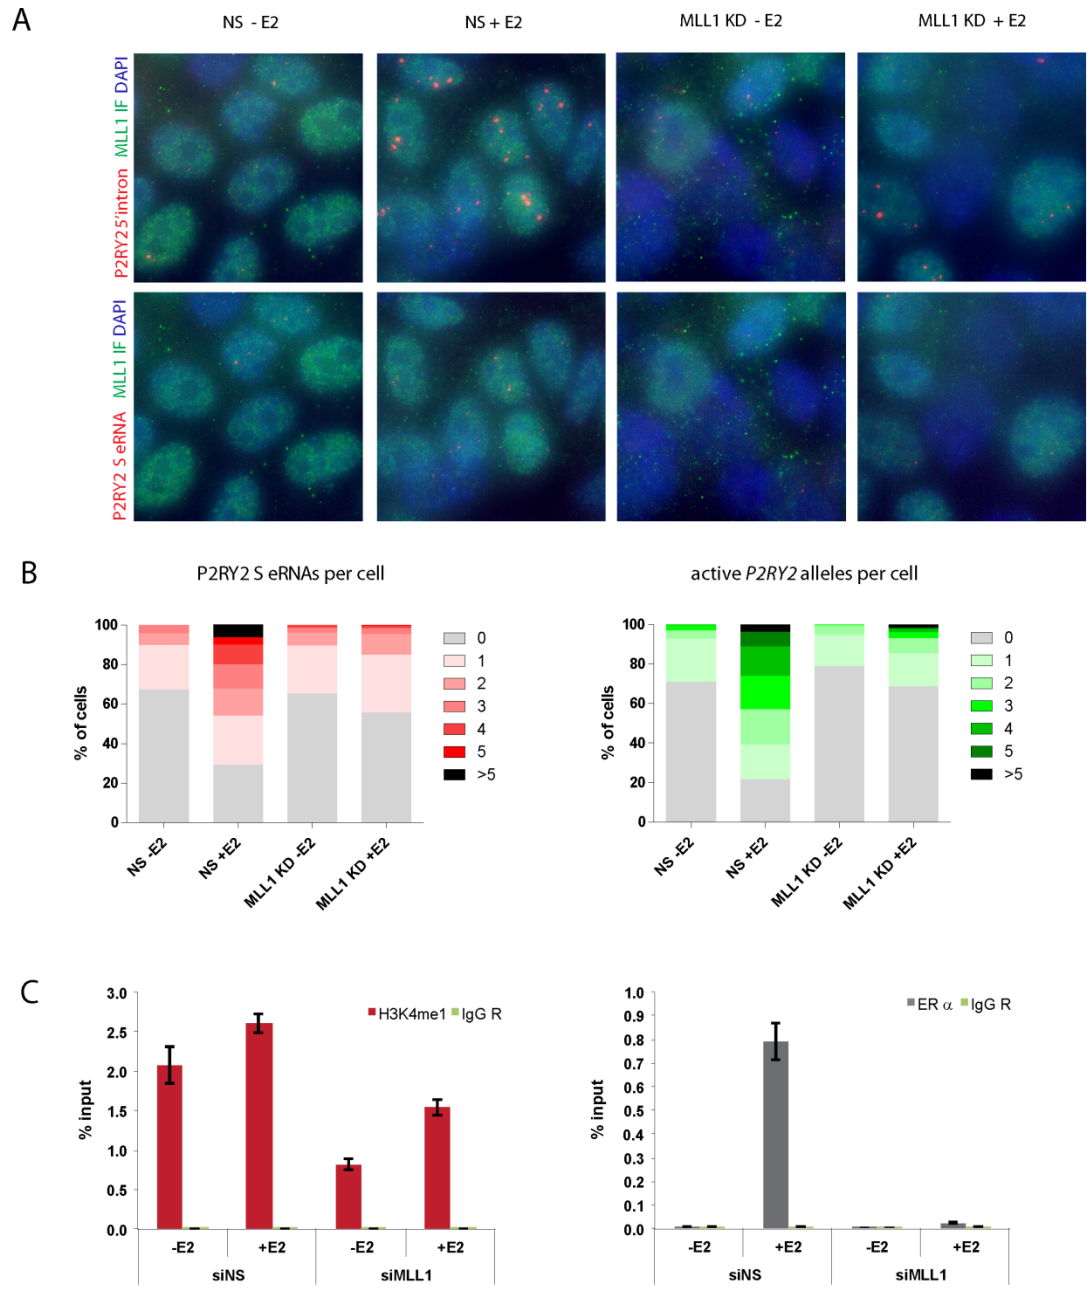 A
NS - E2
NS + E2
MLL1 KD - E2
MLL1 KD + E2
P2RY2 5'intron MLL1 IF DAPI
P2RY2 S eRNA MLL1 IF DAPI
B
P2RY2 S eRNAs per cell
active P2RY2 alleles per cell
% of cells
100
80
60
40
20
0
0
1
2
3
4
5
>5
NS -E2
NS +E2
MLL1 KD -E2
MLL1 KD +E2
% of cells
100
80
60
40
20
0
0
1
2
3
4
5
>5
NS -E2
NS +E2
MLL1 KD -E2
MLL1 KD +E2
C
% input
3.0
2.5
2.0
1.5
1.0
0.5
0.0
H3K4me1 IgG R
-E2 +E2 -E2 +E2
siNS siMLL1
% input
1.0
0.9
0.8
0.7
0.6
0.5
0.4
0.3
0.2
0.1
0.0
ER α IgG R
-E2 +E2 -E2 +E2
siNS siMLL1